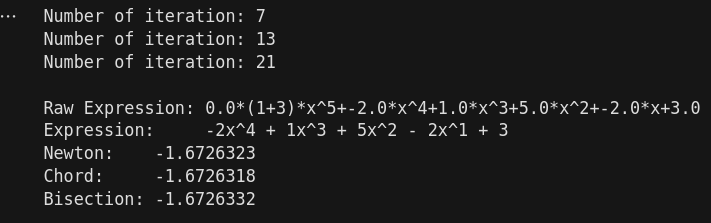 ...
Number of iteration: 7
Number of iteration: 13
Number of iteration: 21
Raw Expression: 0.0*(1+3)*x^5+-2.0*x^4+1.0*x^3+5.0*x^2+-2.0*x+3.0
Expression:     -2x^4 + 1x^3 + 5x^2 - 2x^1 + 3
Newton:    -1.6726323
Chord:     -1.6726318
Bisection: -1.6726332